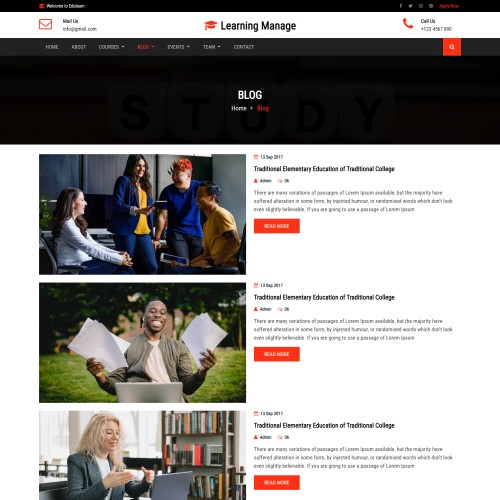 Welcome to Edulearn
Apply Now
Mail Us
info@gmail.com
Learning Manage
Call Us
+123 4567 890
HOME ABOUT COURSES BLOG EVENTS TEAM CONTACT
STUDY
BLOG
Home Blog
13 Sep 2017
Traditional Elementary Education of Traditional College
Admin 06
There are many variations of passages of Lorem Ipsum available, but the majority have
suffered alteration in some form, by injected humour, or randomised words which don't look
even slightly believable. If you are going to use a passage of Lorem Ipsum
READ MORE
13 Sep 2017
Traditional Elementary Education of Traditional College
Admin 06
There are many variations of passages of Lorem Ipsum available, but the majority have
suffered alteration in some form, by injected humour, or randomised words which don't look
even slightly believable. If you are going to use a passage of Lorem Ipsum
READ MORE
13 Sep 2017
Traditional Elementary Education of Traditional College
Admin 06
There are many variations of passages of Lorem Ipsum available, but the majority have
suffered alteration in some form, by injected humour, or randomised words which don't look
even slightly believable. If you are going to use a passage of Lorem Ipsum
READ MORE